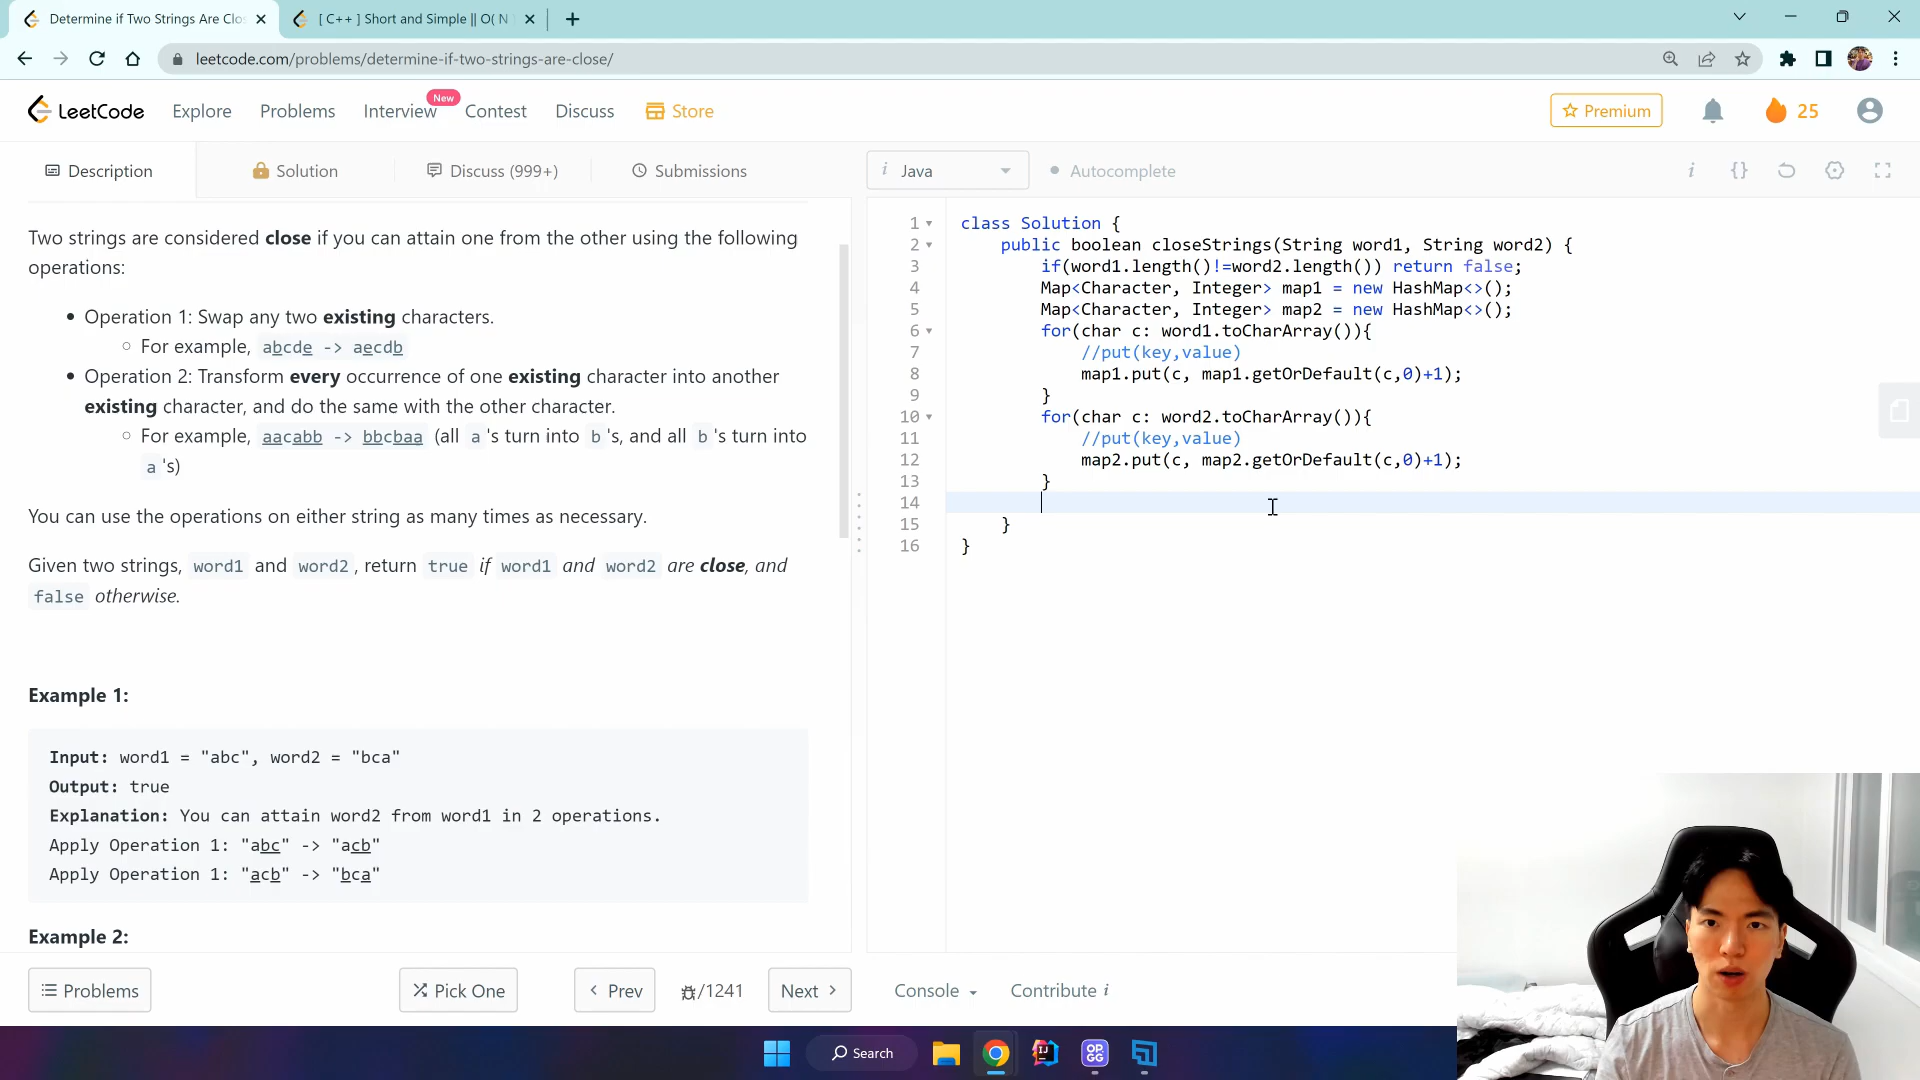 Determine if Two Strings Are Clo
[ C++ ] Short and Simple || O( N
leetcode.com/problems/determine-if-two-strings-are-close/
LeetCode
Explore
Problems
Interview
New
Contest
Discuss
Store
Premium
25
Description
Solution
Discuss (999+)
Submissions
i Java
Autocomplete
Two strings are considered close if you can attain one from the other using the following
operations:
Operation 1: Swap any two existing characters.
For example, abcde -> aecdb
Operation 2: Transform every occurrence of one existing character into another
existing character, and do the same with the other character.
For example, aacabb -> bbcbaa (all a 's turn into b 's, and all b 's turn into
a 's)
You can use the operations on either string as many times as necessary.
Given two strings, word1 and word2 , return true if word1 and word2 are close, and
false otherwise.
Example 1:
Input: word1 = "abc", word2 = "bca"
Output: true
Explanation: You can attain word2 from word1 in 2 operations.
Apply Operation 1: "abc" -> "acb"
Apply Operation 1: "acb" -> "bca"
Example 2:
1 class Solution {
2 public boolean closeStrings(String word1, String word2) {
3 if(word1.length()!=word2.length()) return false;
4 Map<Character, Integer> map1 = new HashMap<>();
5 Map<Character, Integer> map2 = new HashMap<>();
6 for(char c: word1.toCharArray()){
7 //put(key,value)
8 map1.put(c, map1.getOrDefault(c,0)+1);
9 }
10 for(char c: word2.toCharArray()){
11 //put(key,value)
12 map2.put(c, map2.getOrDefault(c,0)+1);
13 }
14
15 }
16 }
Problems
Pick One
Prev
/1241
Next
Console
Contribute i
Search
IJ
OP.GG